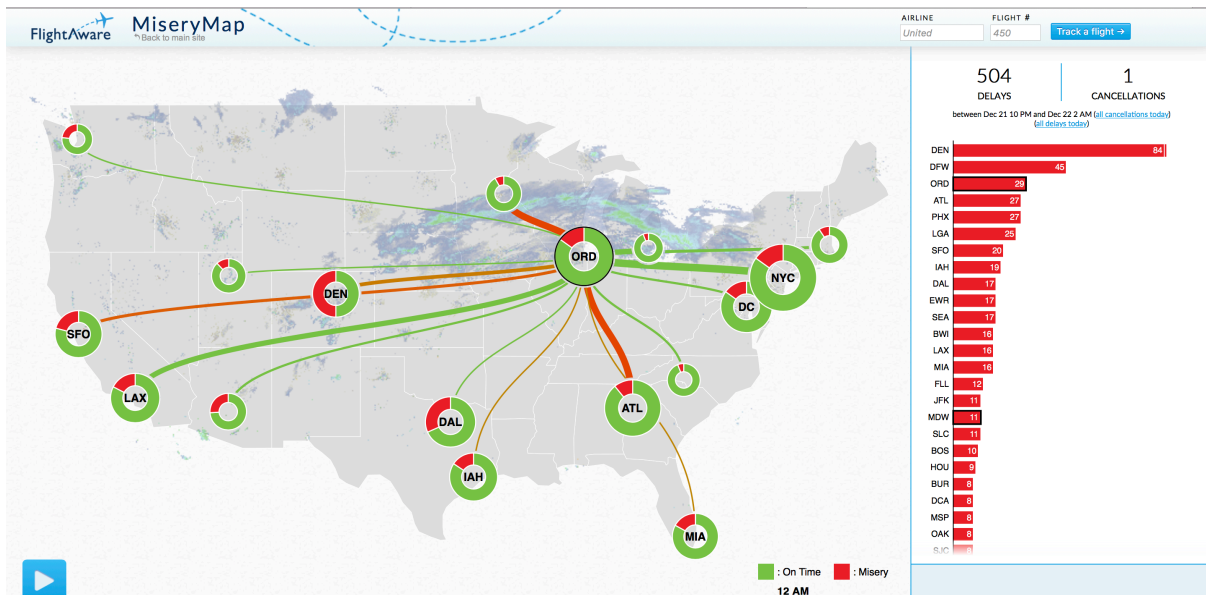 FlightAware
MiseryMap
Back to main site
AIRLINE
United
FLIGHT #
450
Track a flight →
504
DELAYS
1
CANCELLATIONS
between Dec 21 10 PM and Dec 22 2 AM (all cancellations today)
(all delays today)
DEN 84
DFW 45
ORD 29
ATL 27
PHX 27
LGA 25
SFO 20
IAH 19
DAL 17
EWR 17
SEA 17
BWI 16
LAX 16
MIA 16
FLL 12
JFK 11
MDW 11
SLC 11
BOS 10
HOU 9
BUR 8
DCA 8
MSP 8
OAK 8
SJC 8
ORD
NYC
DEN
DC
SFO
LAX
ATL
DAL
IAH
MIA
: On Time
: Misery
12 AM